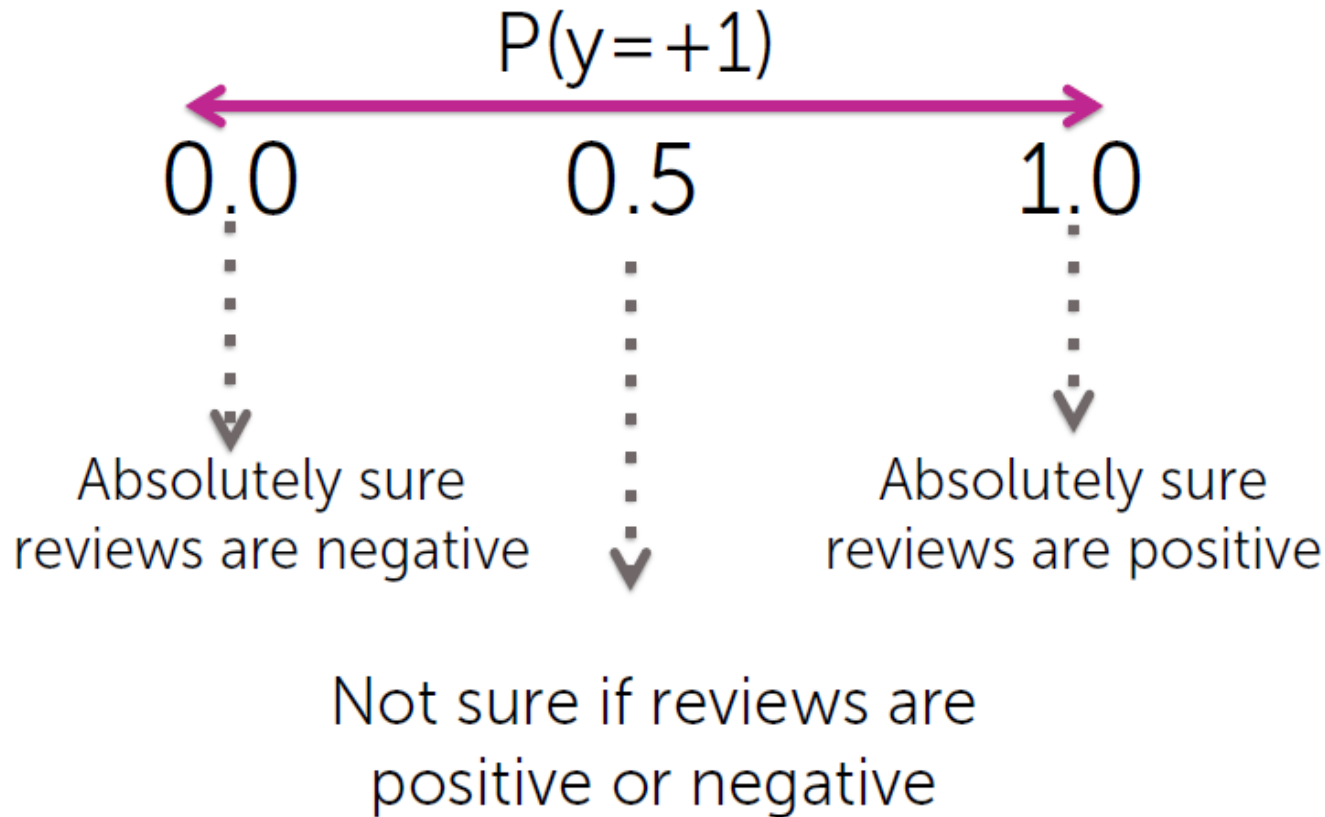 P(y=+1)
0.0
0.5
1.0
Absolutely sure
reviews are negative
Absolutely sure
reviews are positive
Not sure if reviews are
positive or negative